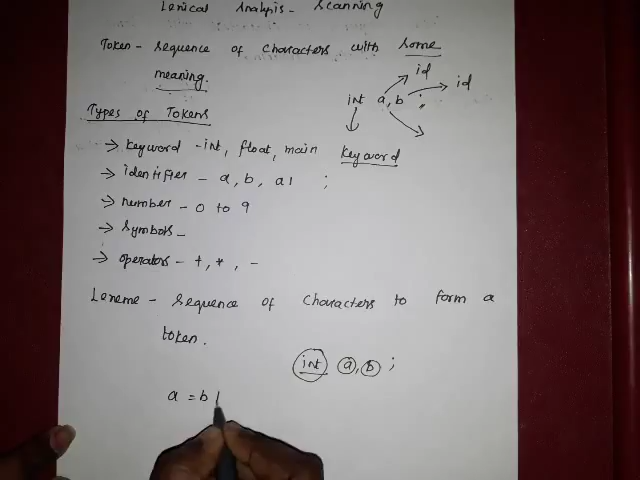 Lexical Analysis - Scanning
Token - Sequence of characters with Some
meaning.
id
id
int a, b ;
Types of Tokens
→ Keyword - int, float, main
Keyword
→ identifier - a, b, a1 ;
→ number - 0 to 9
→ Symbols -
→ operators - +, *, -
Lexeme - Sequence of characters to form a
token.
int a, b ;
a = b